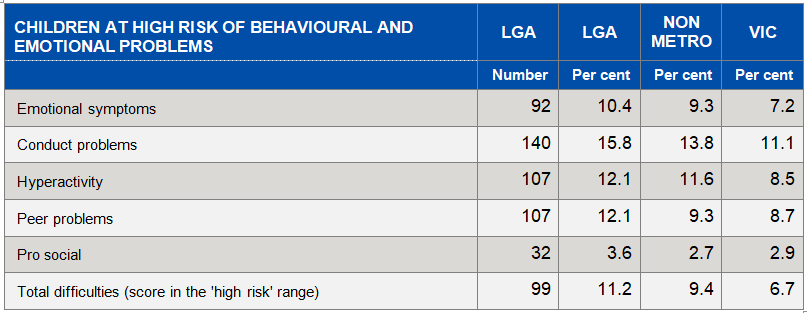 CHILDREN AT HIGH RISK OF BEHAVIOURAL AND EMOTIONAL PROBLEMS LGA LGA NON METRO VIC
Number Per cent Per cent Per cent
Emotional symptoms 92 10.4 9.3 7.2
Conduct problems 140 15.8 13.8 11.1
Hyperactivity 107 12.1 11.6 8.5
Peer problems 107 12.1 9.3 8.7
Pro social 32 3.6 2.7 2.9
Total difficulties (score in the 'high risk' range) 99 11.2 9.4 6.7